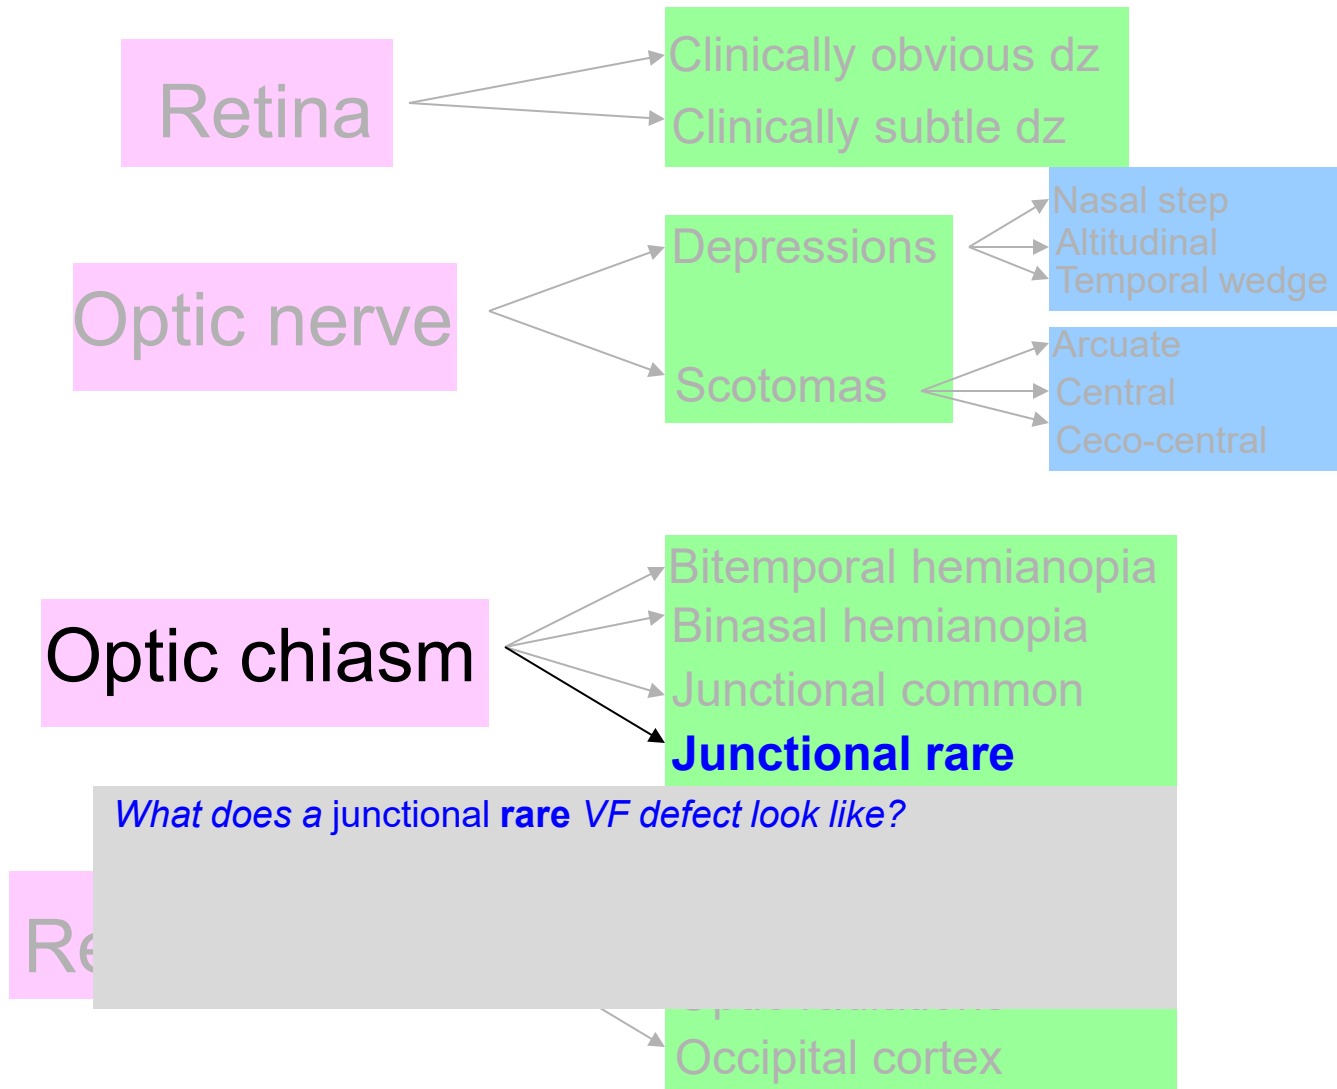 Retina
Clinically obvious dz
Clinically subtle dz
Optic nerve
Depressions
Nasal step
Altitudinal
Temporal wedge
Scotomas
Arcuate
Central
Ceco-central
Optic chiasm
Bitemporal hemianopia
Binasal hemianopia
Junctional common
Junctional rare
What does a junctional rare VF defect look like?
Re
Occipital cortex